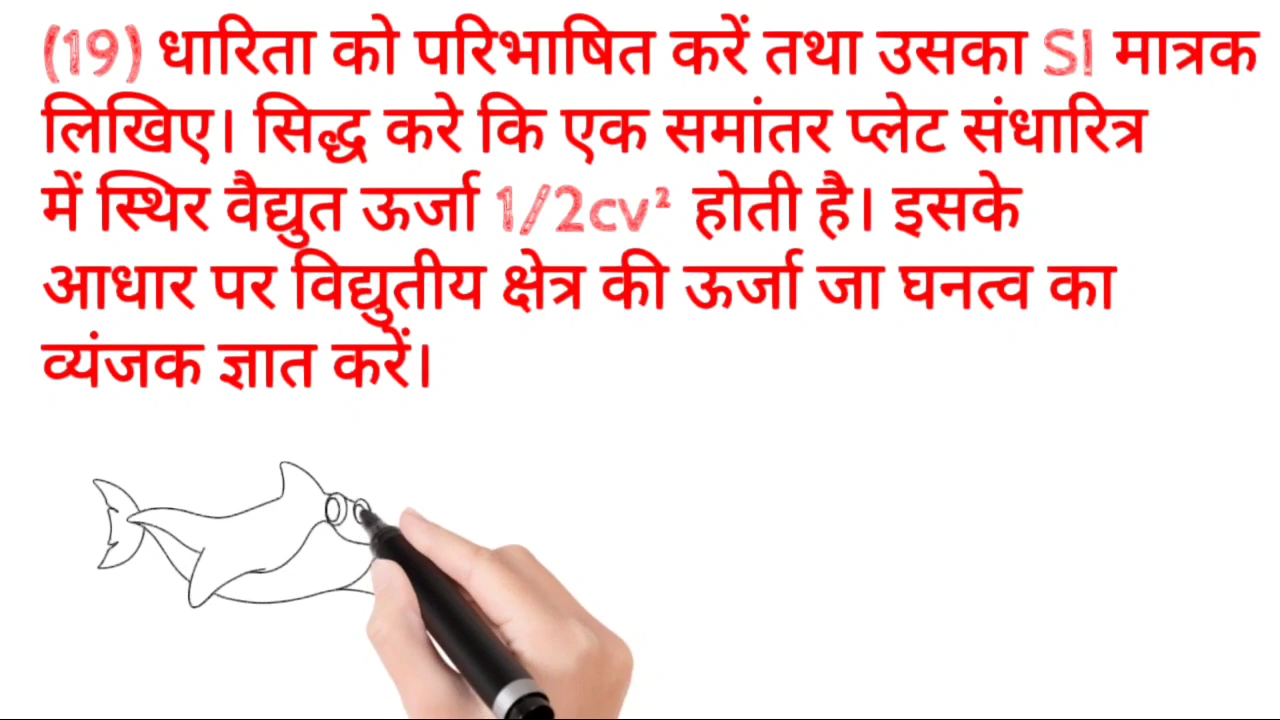 (19) धारिता को परिभाषित करें तथा उसका SI मात्रक
लिखिए। सिद्ध करे कि एक समांतर प्लेट संधारित्र
में स्थिर वैद्युत ऊर्जा 1/2cv² होती है। इसके
आधार पर विद्युतीय क्षेत्र की ऊर्जा जा घनत्व का
व्यंजक ज्ञात करें।